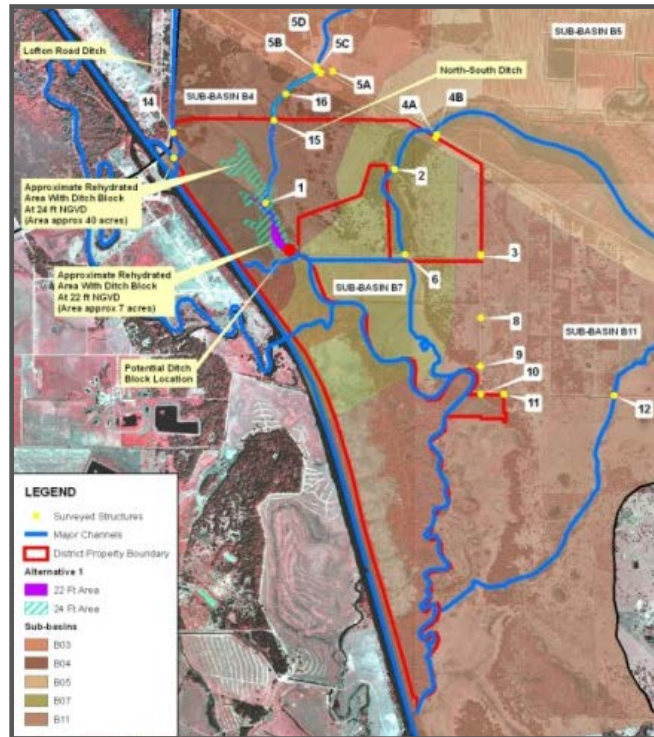 5D
5B
5C
SUB-BASIN B5
Lofton Road Ditch
5A
North-South Ditch
14
SUB-BASIN B4
16
4A
4B
15
2
Approximate Rehydrated
Area With Ditch Block
At 24 ft NGVD
(Area approx 40 acres)
1
3
6
Approximate Rehydrated
Area With Ditch Block
At 22 ft NGVD
(Area approx 7 acres)
SUB-BASIN B7
8
SUB-BASIN B11
9
Potential Ditch
Block Location
10
11
12
LEGEND
Surveyed Structures
Major Channels
District Property Boundary
Alternative 1
22 Ft Area
24 Ft Area
Sub-basins
B03
B04
B05
B07
B11